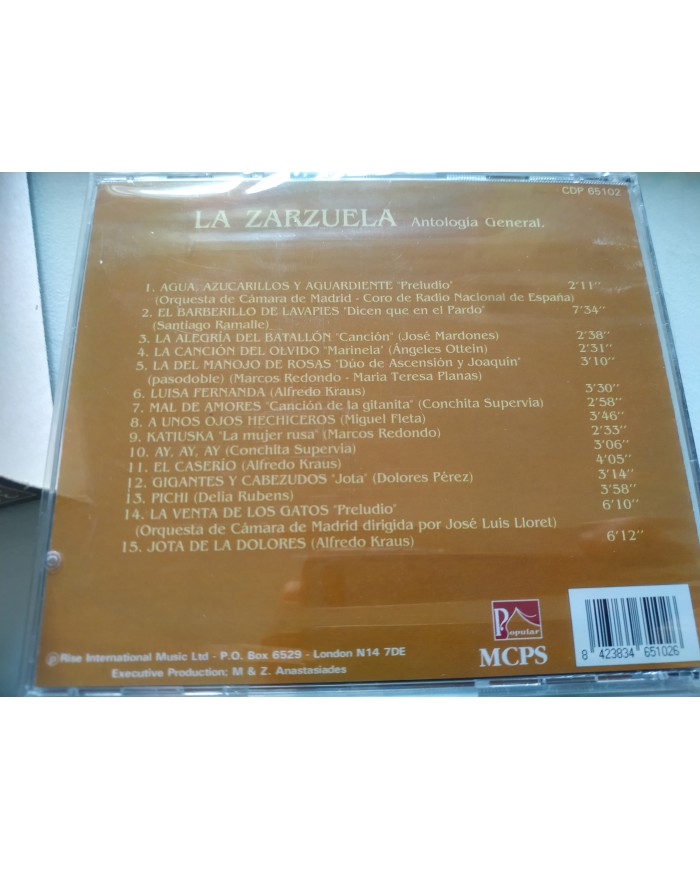 CDP 65102
LA ZARZUELA Antología General.
1. AGUA, AZUCARILLOS Y AGUARDIENTE "Preludio" 2'11''
(Orquesta de Cámara de Madrid - Coro de Radio Nacional de España)
2. EL BARBERILLO DE LAVAPIES "Dicen que en el Pardo" 7'34''
(Santiago Ramalle)
3. LA ALEGRÍA DEL BATALLÓN "Canción" (José Mardones) 2'38''
4. LA CANCIÓN DEL OLVIDO "Marinela" (Ángeles Ottein) 2'31''
5. LA DEL MANOJO DE ROSAS "Dúo de Ascensión y Joaquín" 3'10''
(pasodoble) (Marcos Redondo - Maria Teresa Planas)
6. LUISA FERNANDA (Alfredo Kraus) 3'30''
7. MAL DE AMORES "Canción de la gitanita" (Conchita Supervia) 2'58''
8. A UNOS OJOS HECHICEROS (Miguel Fleta) 3'46''
9. KATIUSKA "La mujer rusa" (Marcos Redondo) 2'33''
10. AY, AY, AY (Conchita Supervia) 3'06''
11. EL CASERÍO (Alfredo Kraus) 4'05''
12. GIGANTES Y CABEZUDOS "Jota" (Dolores Pérez) 3'14''
13. PICHI (Delia Rubens) 3'58''
14. LA VENTA DE LOS GATOS "Preludio" 6'10''
(Orquesta de Cámara de Madrid dirigida por José Luis Lloret)
15. JOTA DE LA DOLORES (Alfredo Kraus) 6'12''
Popular
MCPS
8 423834 651026
℗ Rise International Music Ltd - P.O. Box 6529 - London N14 7DE
Executive Production: M & Z. Anastasiades